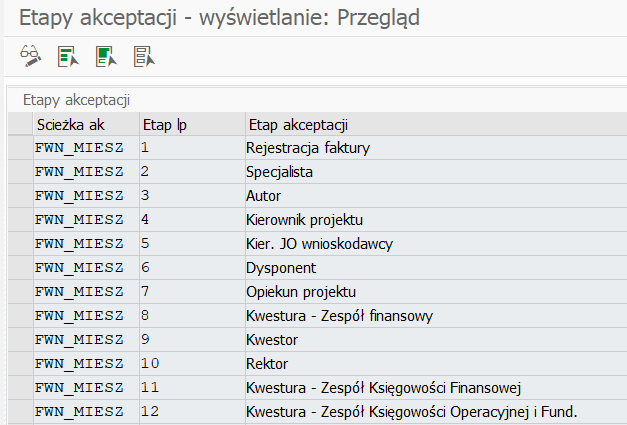 Etapy akceptacji - wyświetlanie: Przegląd
Etapy akceptacji
Scieżka ak Etap lp Etap akceptacji
FWN_MIESZ 1 Rejestracja faktury
FWN_MIESZ 2 Specjalista
FWN_MIESZ 3 Autor
FWN_MIESZ 4 Kierownik projektu
FWN_MIESZ 5 Kier. JO wnioskodawcy
FWN_MIESZ 6 Dysponent
FWN_MIESZ 7 Opiekun projektu
FWN_MIESZ 8 Kwestura - Zespół finansowy
FWN_MIESZ 9 Kwestor
FWN_MIESZ 10 Rektor
FWN_MIESZ 11 Kwestura - Zespół Księgowości Finansowej
FWN_MIESZ 12 Kwestura - Zespół Księgowości Operacyjnej i Fund.